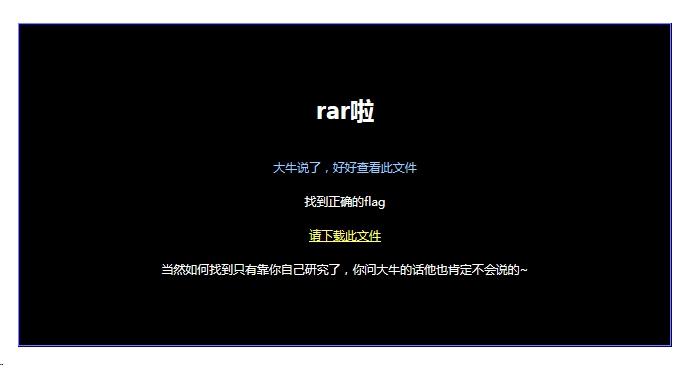 rar啦
大牛说了，好好查看此文件
找到正确的flag
请下载此文件
当然如何找到只有靠你自己研究了，你问大牛的话他也肯定不会说的~